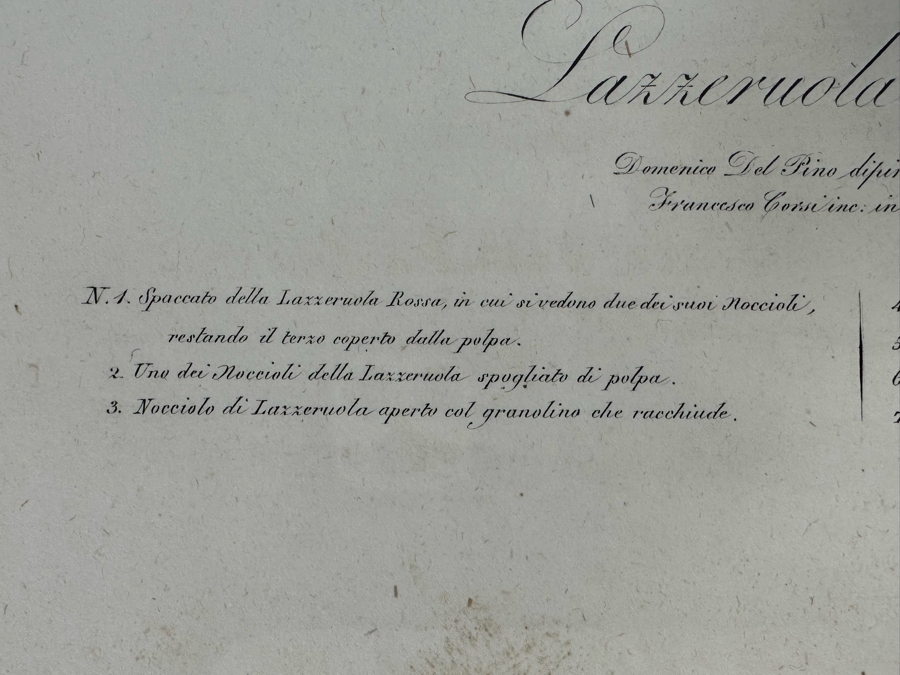 Lazzeruola
Domenico Del Pino
Francesco Corsi inc: in
N. 1. Spaccato della Lazzeruola Rossa, in cui si vedono due dei suoi Noccioli,
restando il terzo coperto dalla polpa.
2. Uno dei Noccioli della Lazzeruola spogliato di polpa.
3. Nocciolo di Lazzeruola aperto col granolino che racchiude.